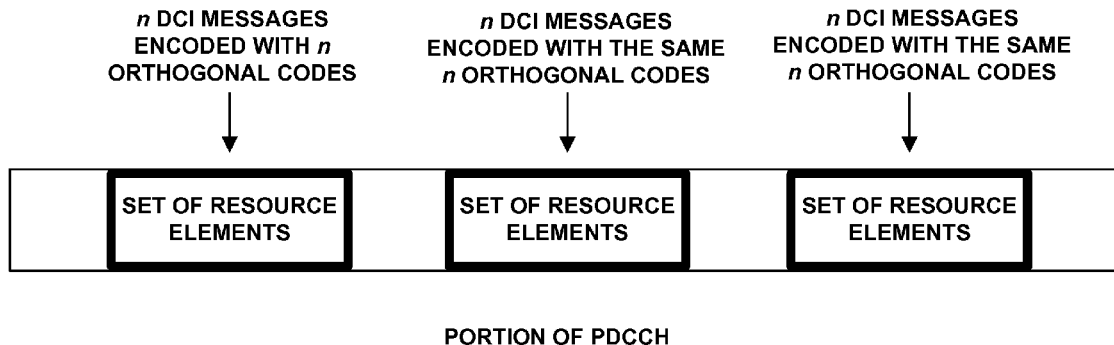 n DCI MESSAGES
ENCODED WITH n
ORTHOGONAL CODES
n DCI MESSAGES
ENCODED WITH THE SAME
n ORTHOGONAL CODES
n DCI MESSAGES
ENCODED WITH THE SAME
n ORTHOGONAL CODES
SET OF RESOURCE
ELEMENTS
SET OF RESOURCE
ELEMENTS
SET OF RESOURCE
ELEMENTS
PORTION OF PDCCH